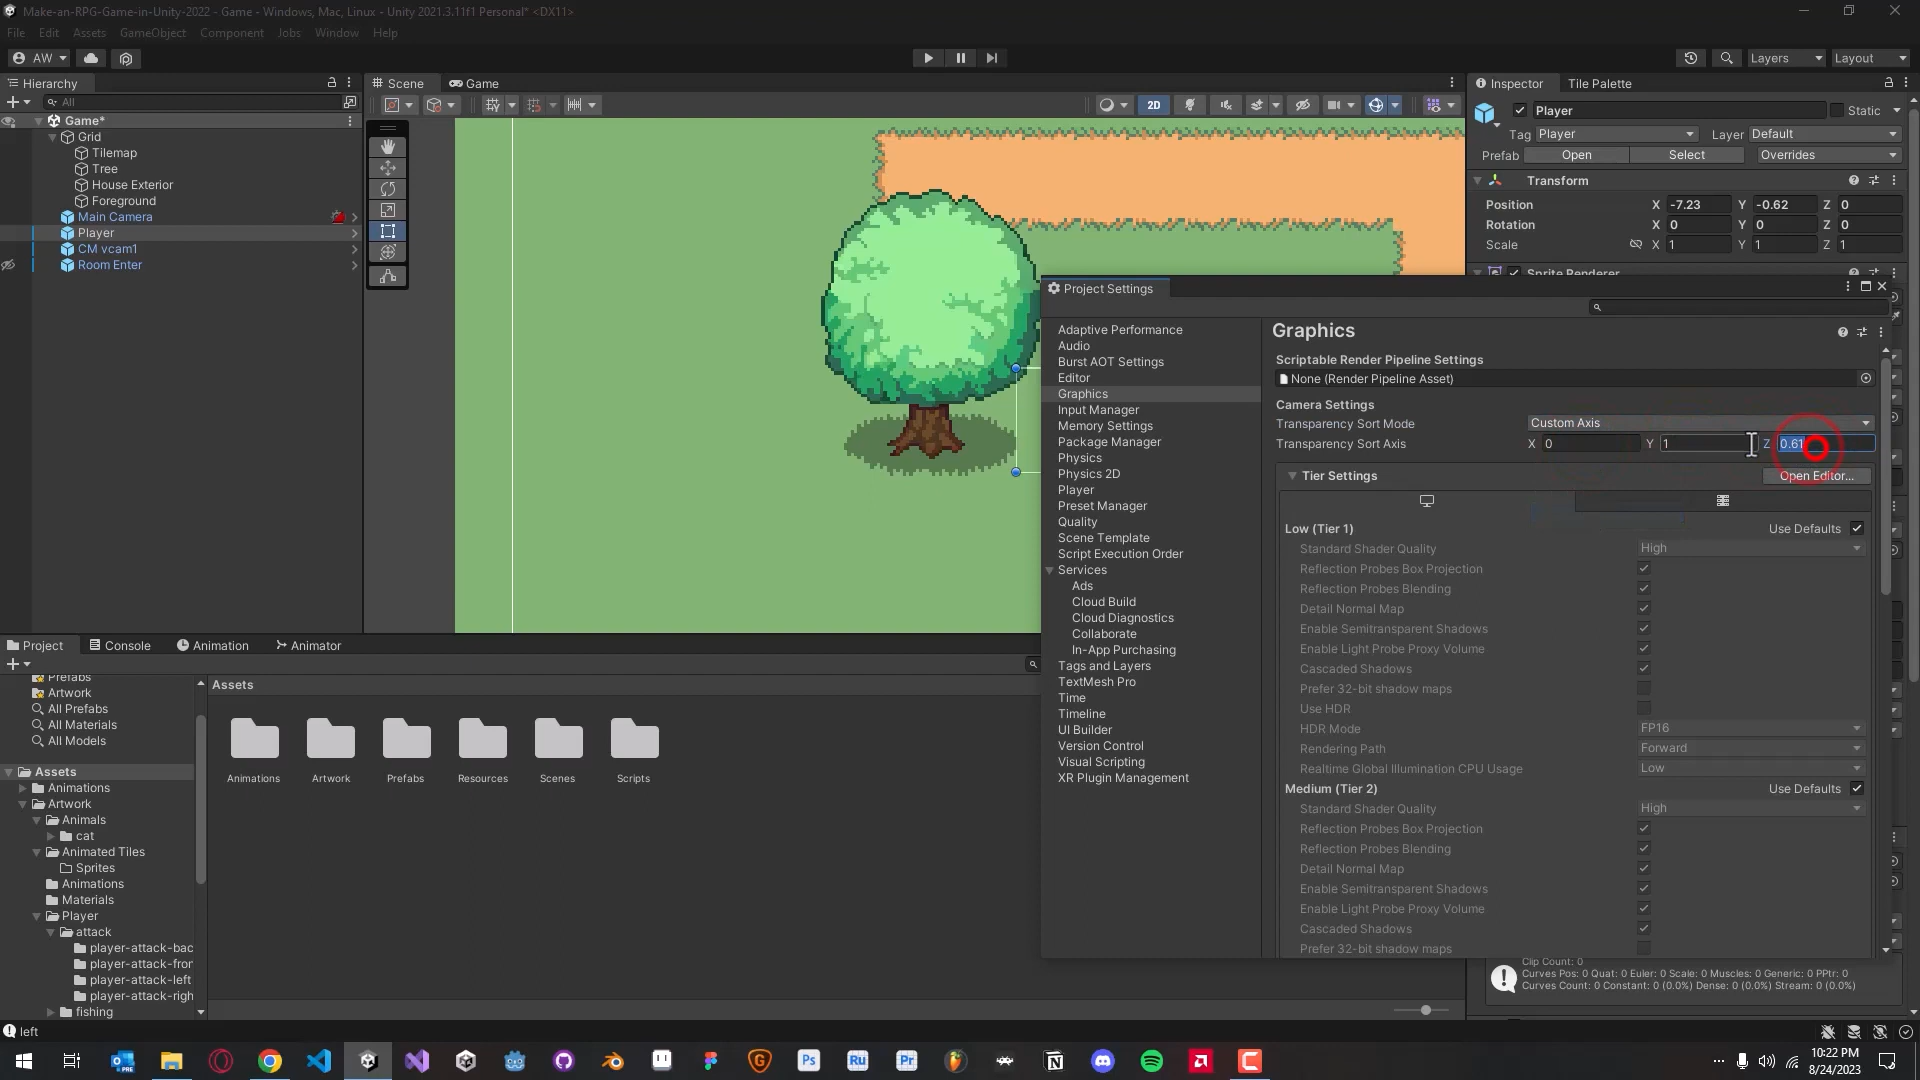 Make-an-RPG-Game-in-Unity-2022 - Game - Windows, Mac, Linux - Unity 2021.3.11f1 Personal* <DX11>
File Edit Assets GameObject Component Jobs Window Help
AW Layers Layout
Hierarchy Scene Game Inspector Tile Palette
All 2D
Game*
Grid
Tilemap
Tree
House Exterior
Foreground
Main Camera
Player
CM vcam1
Room Enter
Player Static
Tag Player Layer Default
Prefab Open Select Overrides
Transform
Position X -7.23 Y -0.62 Z 0
Rotation X 0 Y 0 Z 0
Scale X 1 Y 1 Z 1
Sprite Renderer
Project Settings
Adaptive Performance
Audio
Burst AOT Settings
Editor
Graphics
Input Manager
Memory Settings
Package Manager
Physics
Physics 2D
Player
Preset Manager
Quality
Scene Template
Script Execution Order
Services
Ads
Cloud Build
Cloud Diagnostics
Collaborate
In-App Purchasing
Tags and Layers
TextMesh Pro
Time
Timeline
UI Builder
Version Control
Visual Scripting
XR Plugin Management
Graphics
Scriptable Render Pipeline Settings
None (Render Pipeline Asset)
Camera Settings
Transparency Sort Mode Custom Axis
Transparency Sort Axis X 0 Y 1 Z 0.61
Tier Settings Open Editor...
Low (Tier 1) Use Defaults
Standard Shader Quality High
Reflection Probes Box Projection
Reflection Probes Blending
Detail Normal Map
Enable Semitransparent Shadows
Enable Light Probe Proxy Volume
Cascaded Shadows
Prefer 32-bit shadow maps
Use HDR
HDR Mode FP16
Rendering Path Forward
Realtime Global Illumination CPU Usage Low
Medium (Tier 2) Use Defaults
Standard Shader Quality High
Reflection Probes Box Projection
Reflection Probes Blending
Detail Normal Map
Enable Semitransparent Shadows
Enable Light Probe Proxy Volume
Cascaded Shadows
Prefer 32-bit shadow maps
Project Console Animation Animator
Prefabs
Artwork
All Prefabs
All Materials
All Models
Assets
Animations
Artwork
Animals
cat
Animated Tiles
Sprites
Animations
Materials
Player
attack
player-attack-bac
player-attack-fron
player-attack-left
player-attack-righ
fishing
Assets
Animations Artwork Prefabs Resources Scenes Scripts
Clip Count: 0
Curves Pos: 0 Quat: 0 Euler: 0 Scale: 0 Muscles: 0 Generic: 0 PPtr: 0
Curves Count: 0 Constant: 0 (0.0%) Dense: 0 (0.0%) Stream: 0 (0.0%)
left
PRE Ps Ru Pr
10:22 PM
8/24/2023